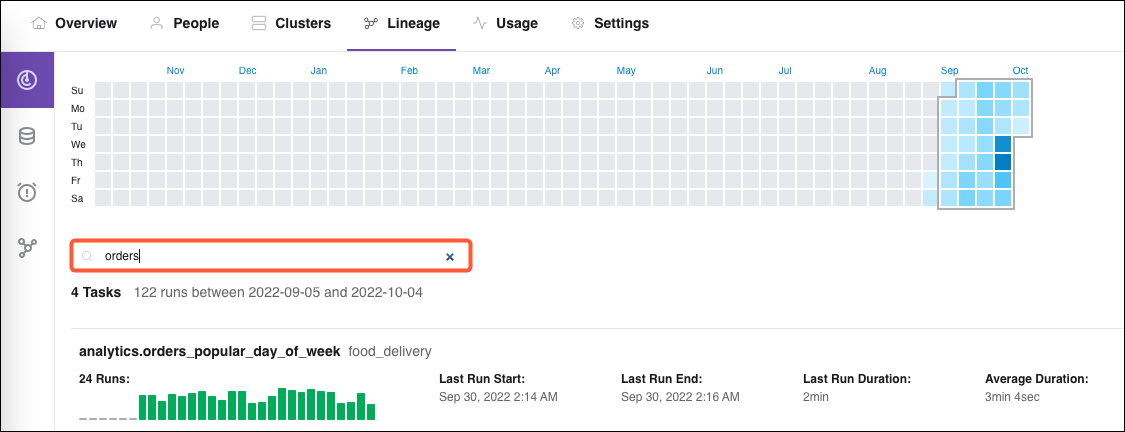 Overview People Clusters Lineage Usage Settings
Nov Dec Jan Feb Mar Apr May Jun Jul Aug Sep Oct
Su
Mo
Tu
We
Th
Fr
Sa
orders
4 Tasks 122 runs between 2022-09-05 and 2022-10-04
analytics.orders_popular_day_of_week food_delivery
24 Runs: Last Run Start: Last Run End: Last Run Duration: Average Duration:
Sep 30, 2022 2:14 AM Sep 30, 2022 2:16 AM 2min 3min 4sec